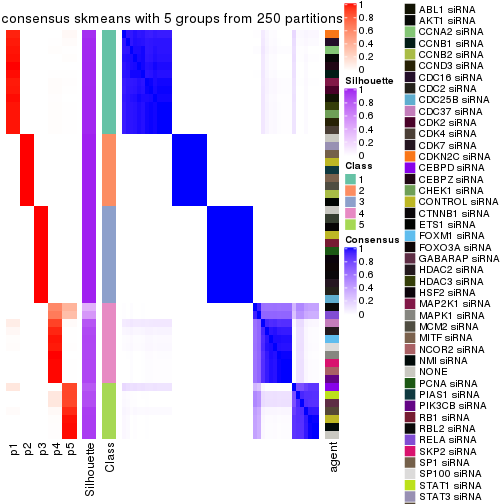 consensus skmeans with 5 groups from 250 partitions
1
0.8
0.6
0.4
0.2
0
Silhouette
1
0.8
0.6
0.4
0.2
0
Class
1
2
3
4
5
Consensus
1
0.8
0.6
0.4
0.2
0
p1
p2
p3
p4
p5
Silhouette
Class
agent
ABL1 siRNA
AKT1 siRNA
CCNA2 siRNA
CCNB1 siRNA
CCNB2 siRNA
CCND3 siRNA
CDC16 siRNA
CDC2 siRNA
CDC25B siRNA
CDC37 siRNA
CDK2 siRNA
CDK4 siRNA
CDK7 siRNA
CDKN2C siRNA
CEBPD siRNA
CEBPZ siRNA
CHEK1 siRNA
CONTROL siRNA
CTNNB1 siRNA
ETS1 siRNA
FOXM1 siRNA
FOXO3A siRNA
GABARAP siRNA
HDAC2 siRNA
HDAC3 siRNA
HSF2 siRNA
MAP2K1 siRNA
MAPK1 siRNA
MCM2 siRNA
MITF siRNA
NCOR2 siRNA
NMI siRNA
NONE
PCNA siRNA
PIAS1 siRNA
PIK3CB siRNA
RB1 siRNA
RBL2 siRNA
RELA siRNA
SKP2 siRNA
SP1 siRNA
SP100 siRNA
STAT1 siRNA
STAT3 siRNA